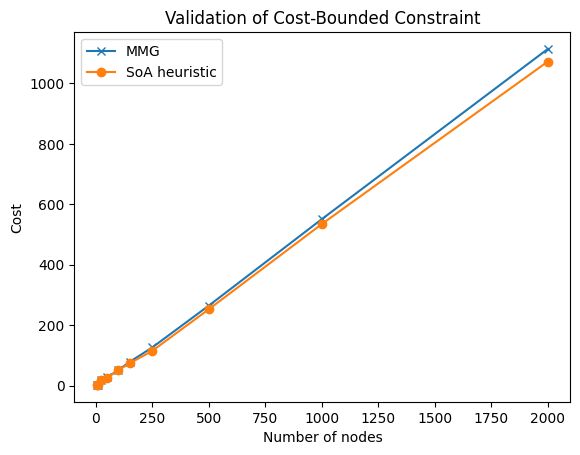 Validation of Cost-Bounded Constraint
MMG
SoA heuristic
Cost
1000
800
600
400
200
0
0 250 500 750 1000 1250 1500 1750 2000
Number of nodes